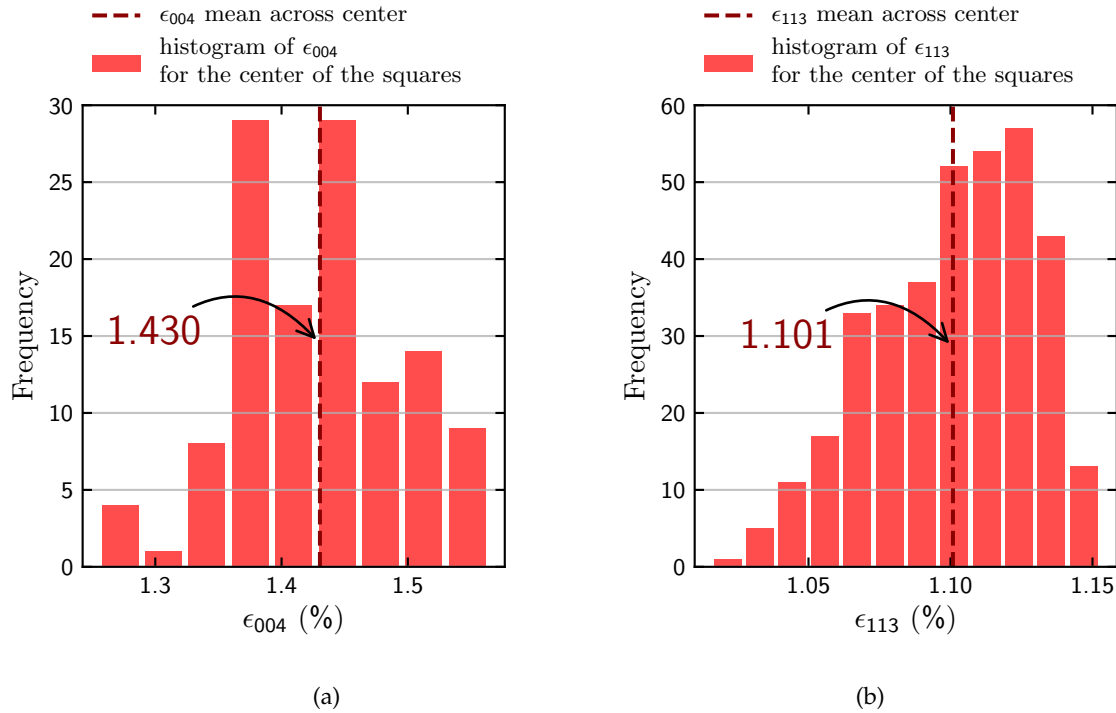 ϵ004 mean across center
histogram of ϵ004
for the center of the squares
30
25
20
15
10
5
0
Frequency
1.430
1.3
1.4
1.5
ϵ004 (%)
(a)
ϵ113 mean across center
histogram of ϵ113
for the center of the squares
60
50
40
30
20
10
0
Frequency
1.101
1.05
1.10
1.15
ϵ113 (%)
(b)